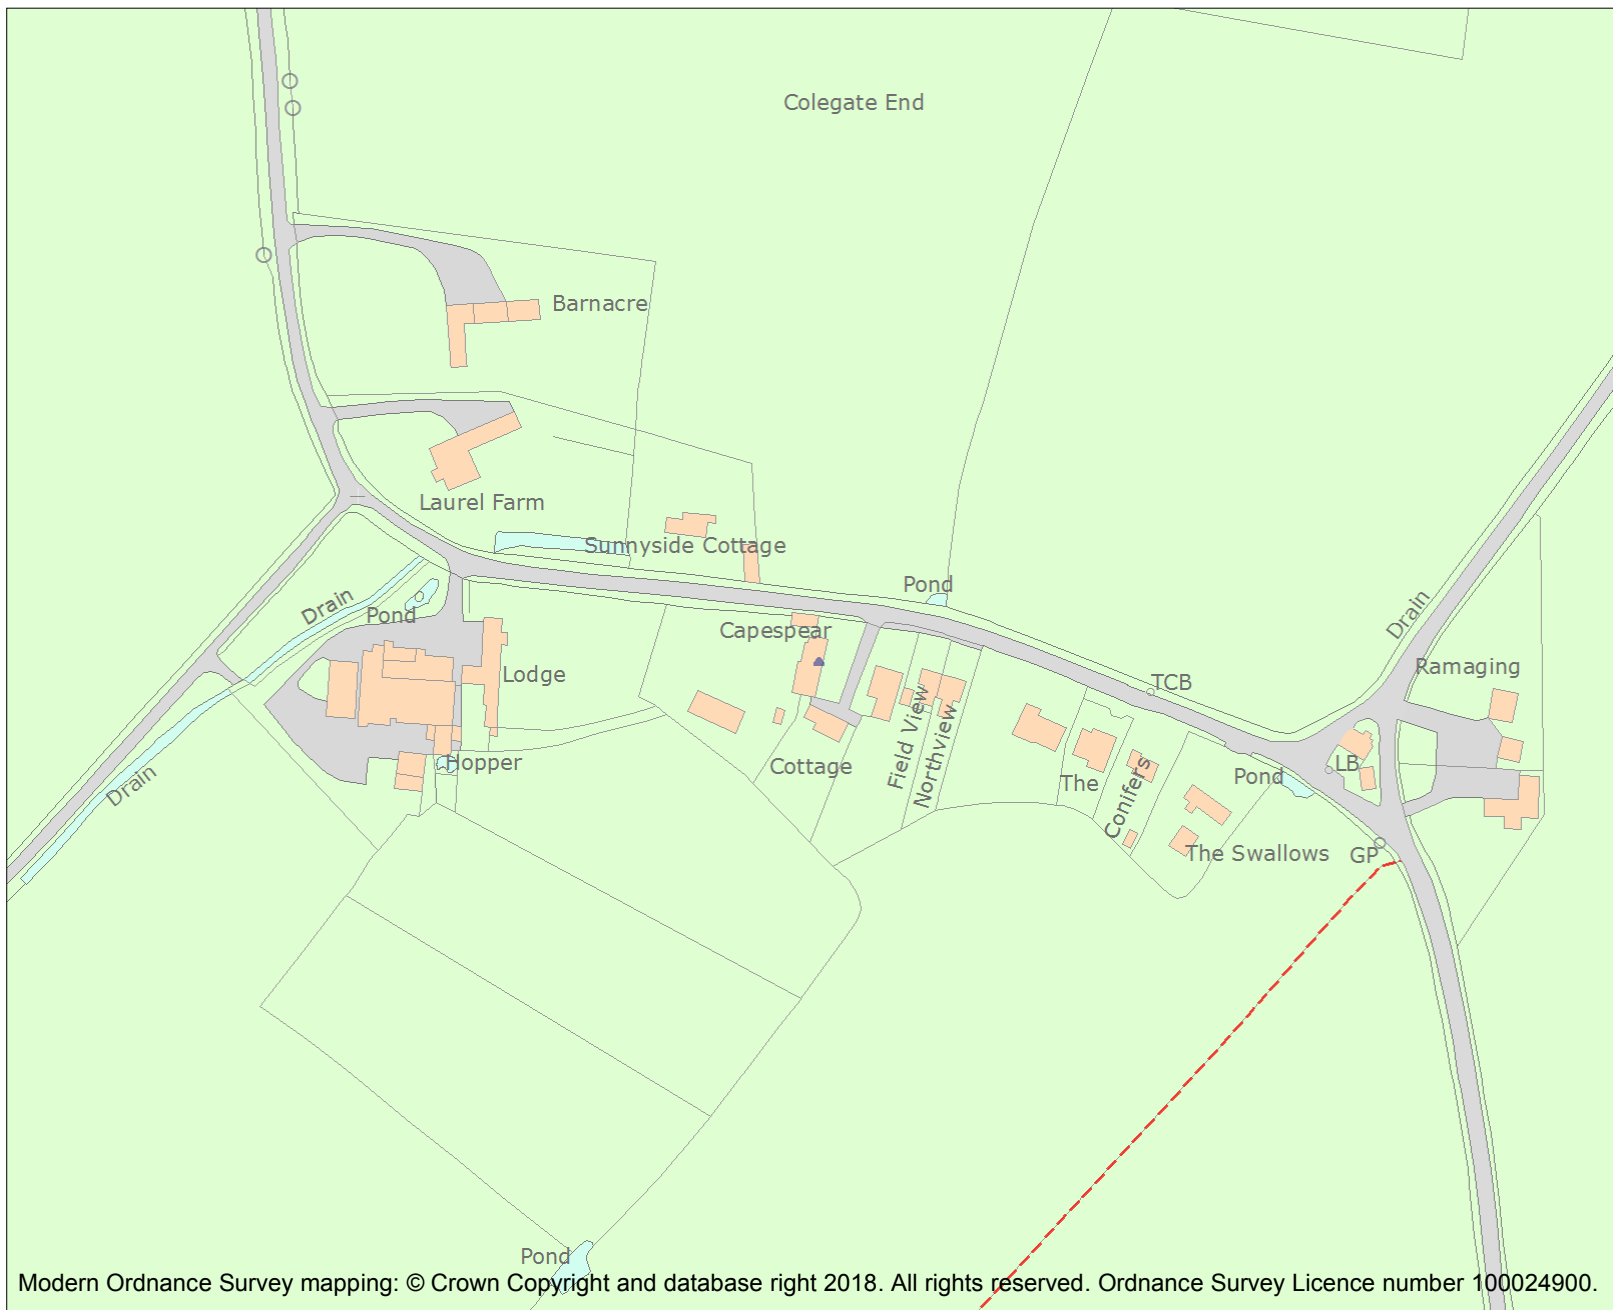 Colegate End
Barnacre
Laurel Farm
Sunnyside Cottage
Pond
Drain
Pond
Capespear
Drain
Ramaging
Lodge
TCB
Field View
Northview
Hopper
Cottage
The
Conifers
Pond
LB
Drain
The Swallows
GP
Pond
Modern Ordnance Survey mapping: © Crown Copyright and database right 2018. All rights reserved. Ordnance Survey Licence number 100024900.